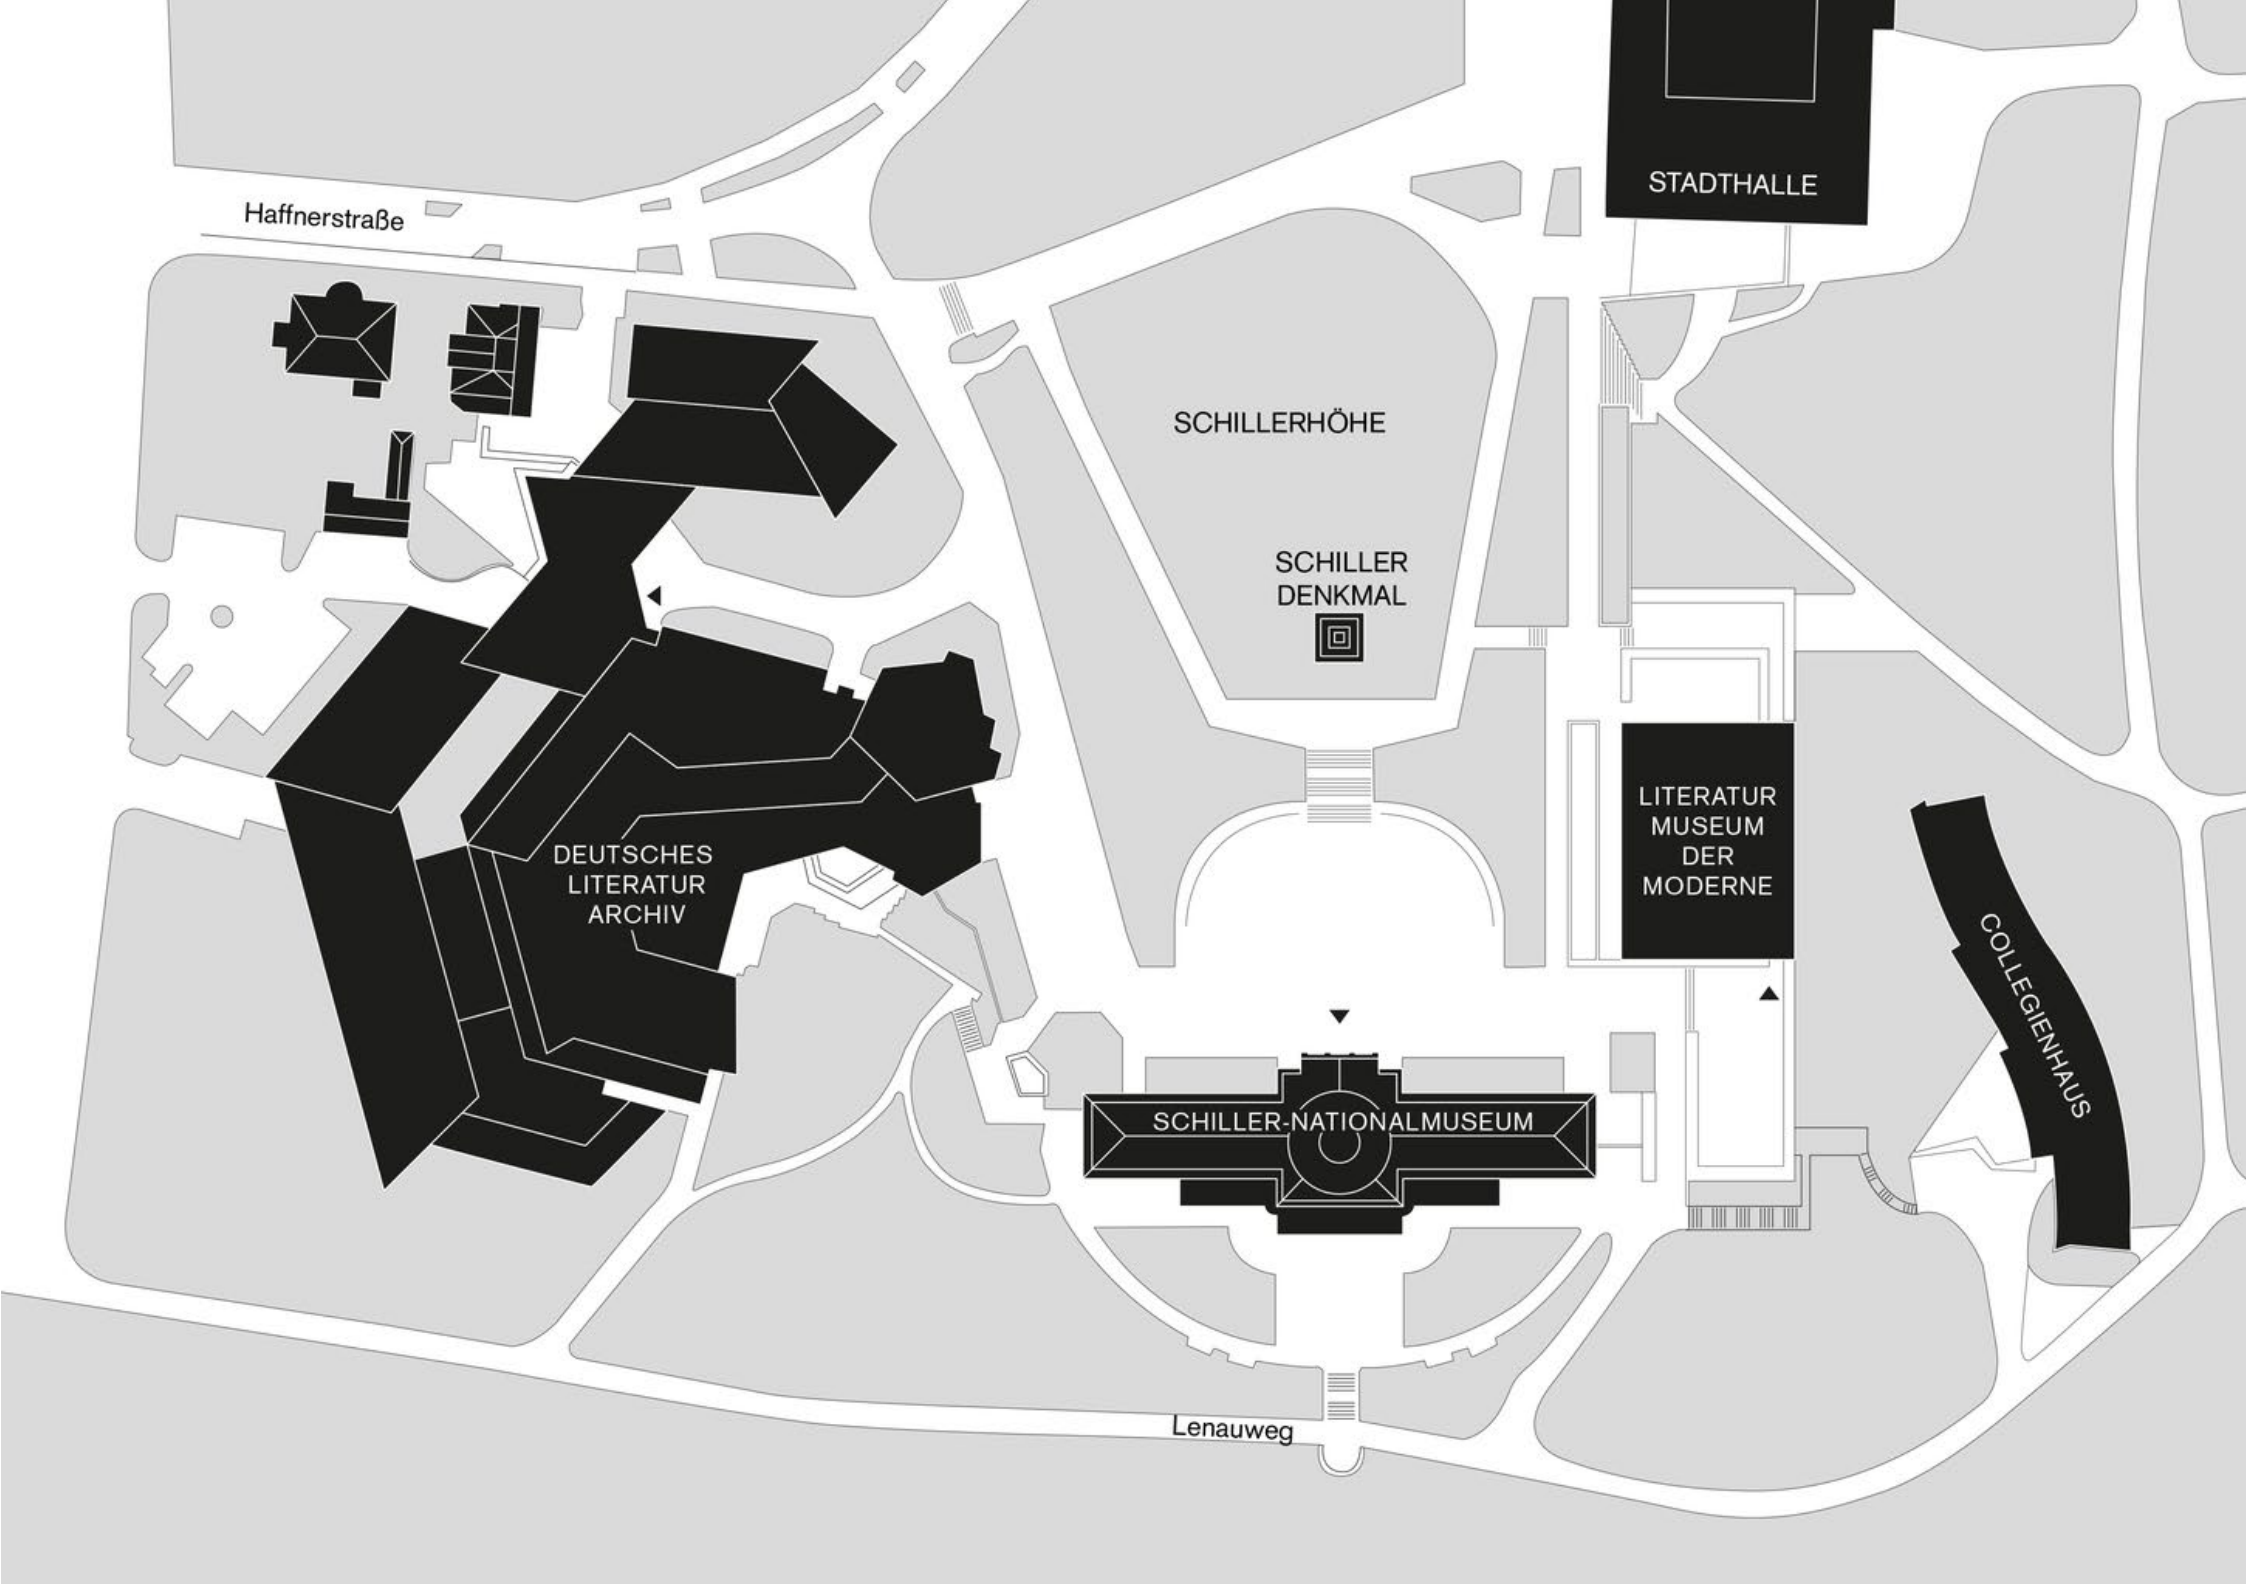 STADTHALLE
Haffnerstraße
SCHILLERHÖHE
SCHILLER
DENKMAL
LITERATUR
MUSEUM
DER
MODERNE
DEUTSCHES
LITERATUR
ARCHIV
COLLEGIENHAUS
SCHILLER-NATIONALMUSEUM
Lenauweg